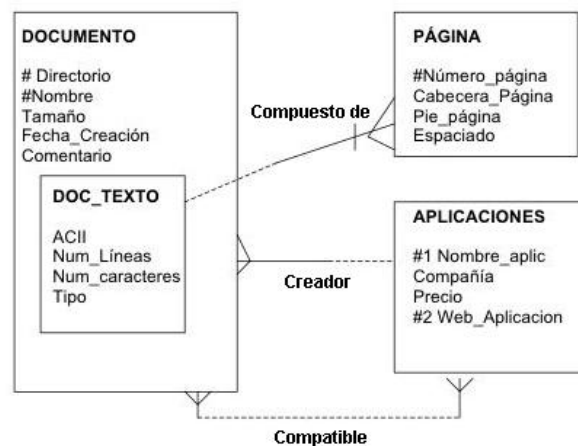 DOCUMENTO
# Directorio
#Nombre
Tamaño
Fecha_Creación
Comentario
DOC_TEXTO
ACII
Num_Líneas
Num_caracteres
Tipo
Compuesto de
PÁGINA
#Número_página
Cabecera_Página
Pie_página
Espaciado
Creador
APLICACIONES
#1 Nombre_aplic
Compañía
Precio
#2 Web_Aplicacion
Compatible